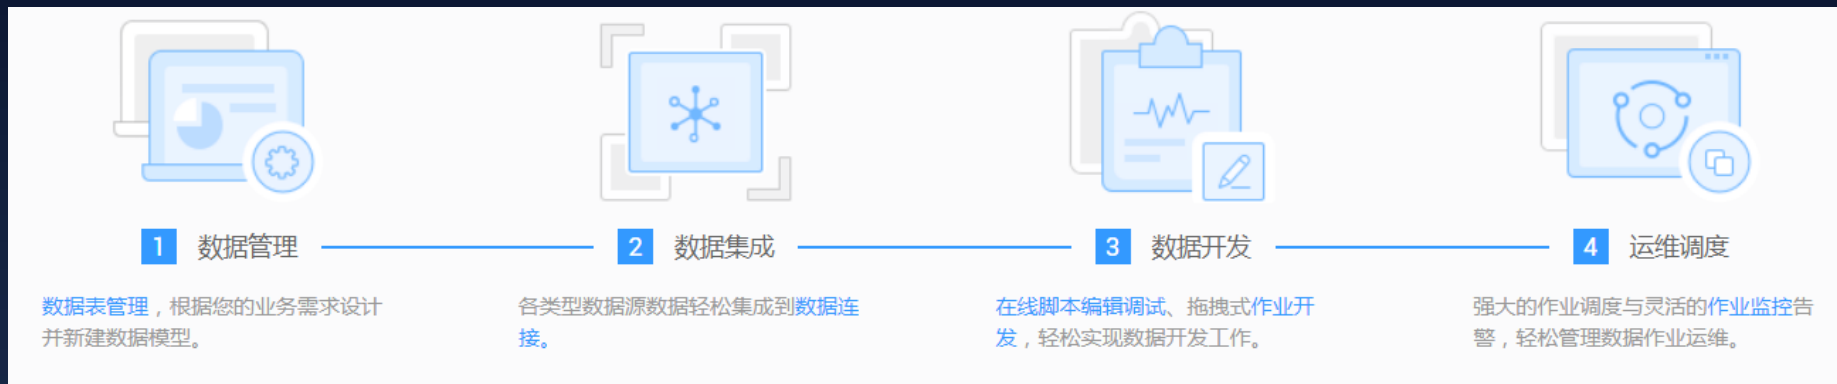 1 数据管理
2 数据集成
3 数据开发
4 运维调度
数据表管理，根据您的业务需求设计
并新建数据模型。
各类型数据源数据轻松集成到数据连
接。
在线脚本编辑调试、拖拽式作业开
发，轻松实现数据开发工作。
强大的作业调度与灵活的作业监控告
警，轻松管理数据作业运维。